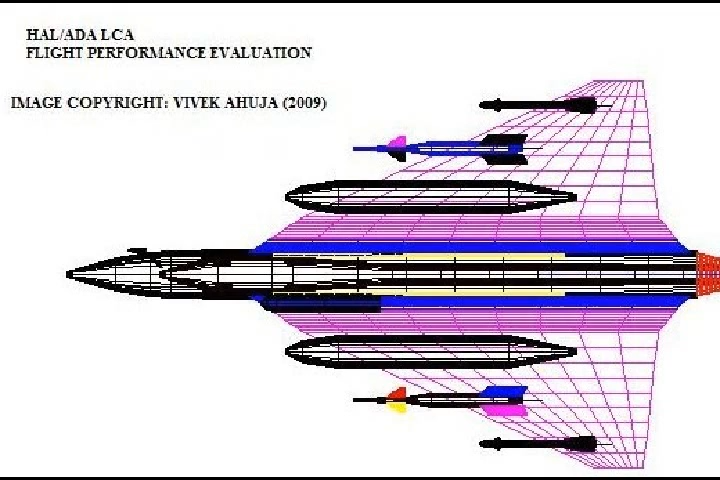 HAL/ADA LCA
FLIGHT PERFORMANCE EVALUATION
IMAGE COPYRIGHT: VIVEK AHUJA (2009)